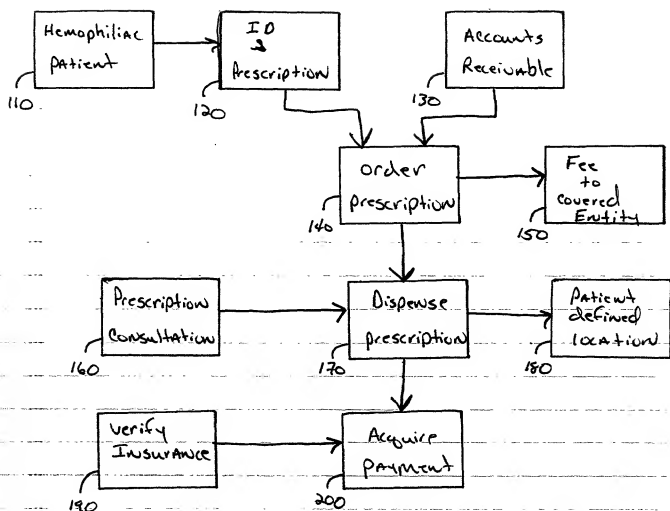 Hemophiliac
Patient
110
ID
&
Prescription
120
Accounts
Receivable
130
Order
Prescription
140
Fee
to
covered
Entity
150
Prescription
Consultation
160
Dispense
prescription
170
Patient
defined
location
180
Verify
Insurance
190
Acquire
payment
200